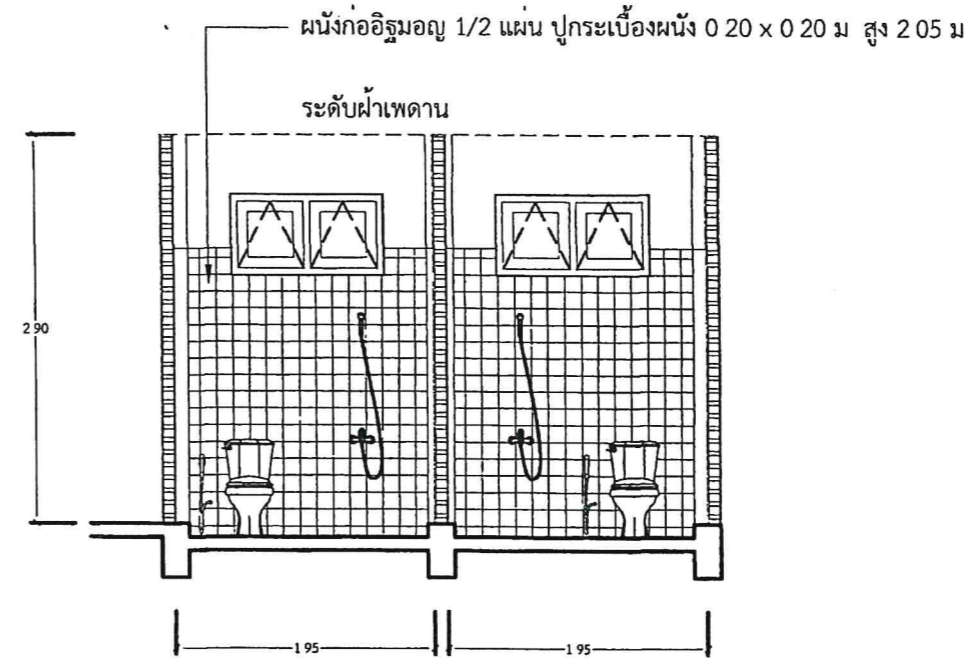 ผนังก่ออิฐมอญ 1/2 แผ่น ปูกระเบื้องผนัง 0 20 x 0 20 ม สูง 2 05 ม
ระดับฝ้าเพดาน
2 90
1 95
1 95